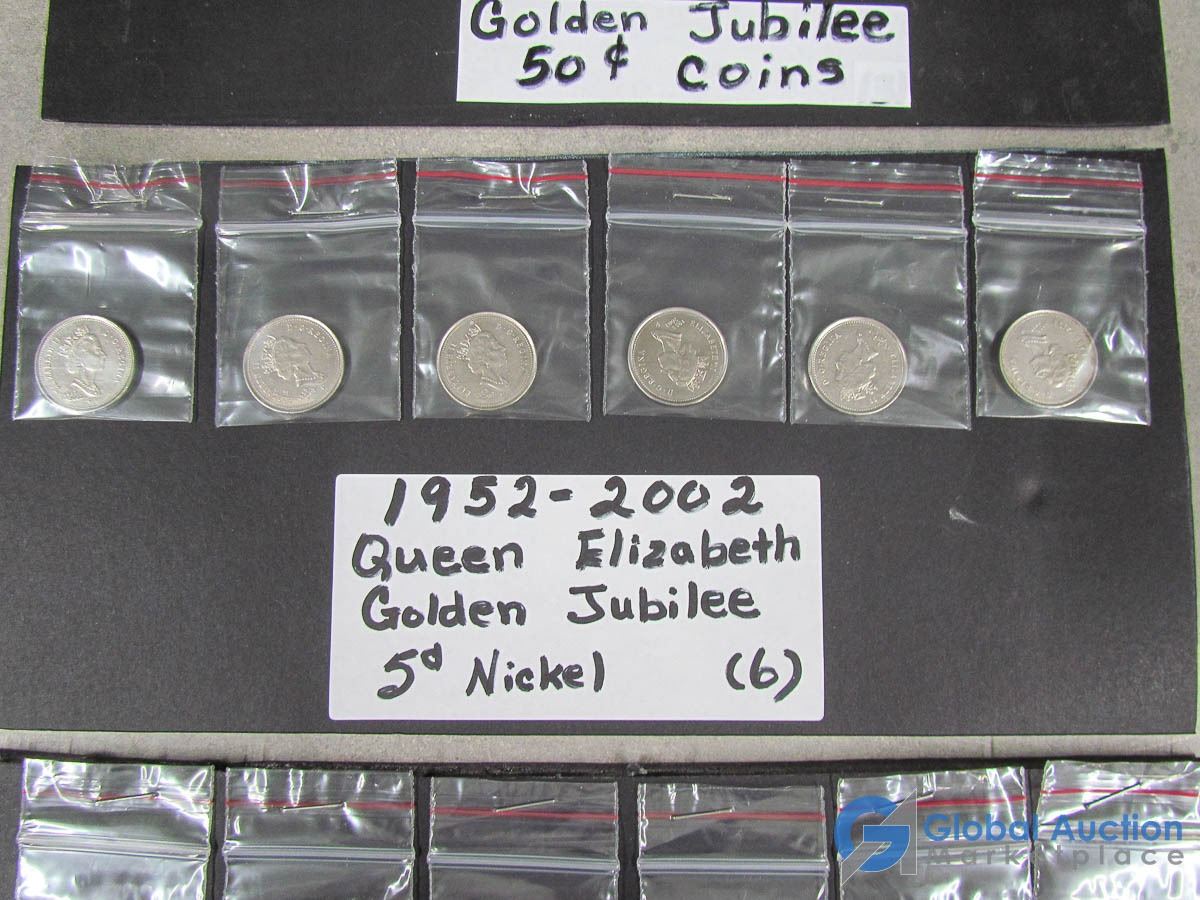 Golden Jubilee
50¢ coins
1952-2002
Queen Elizabeth
Golden Jubilee
5¢ Nickel (6)
Global Auction
Marketplace